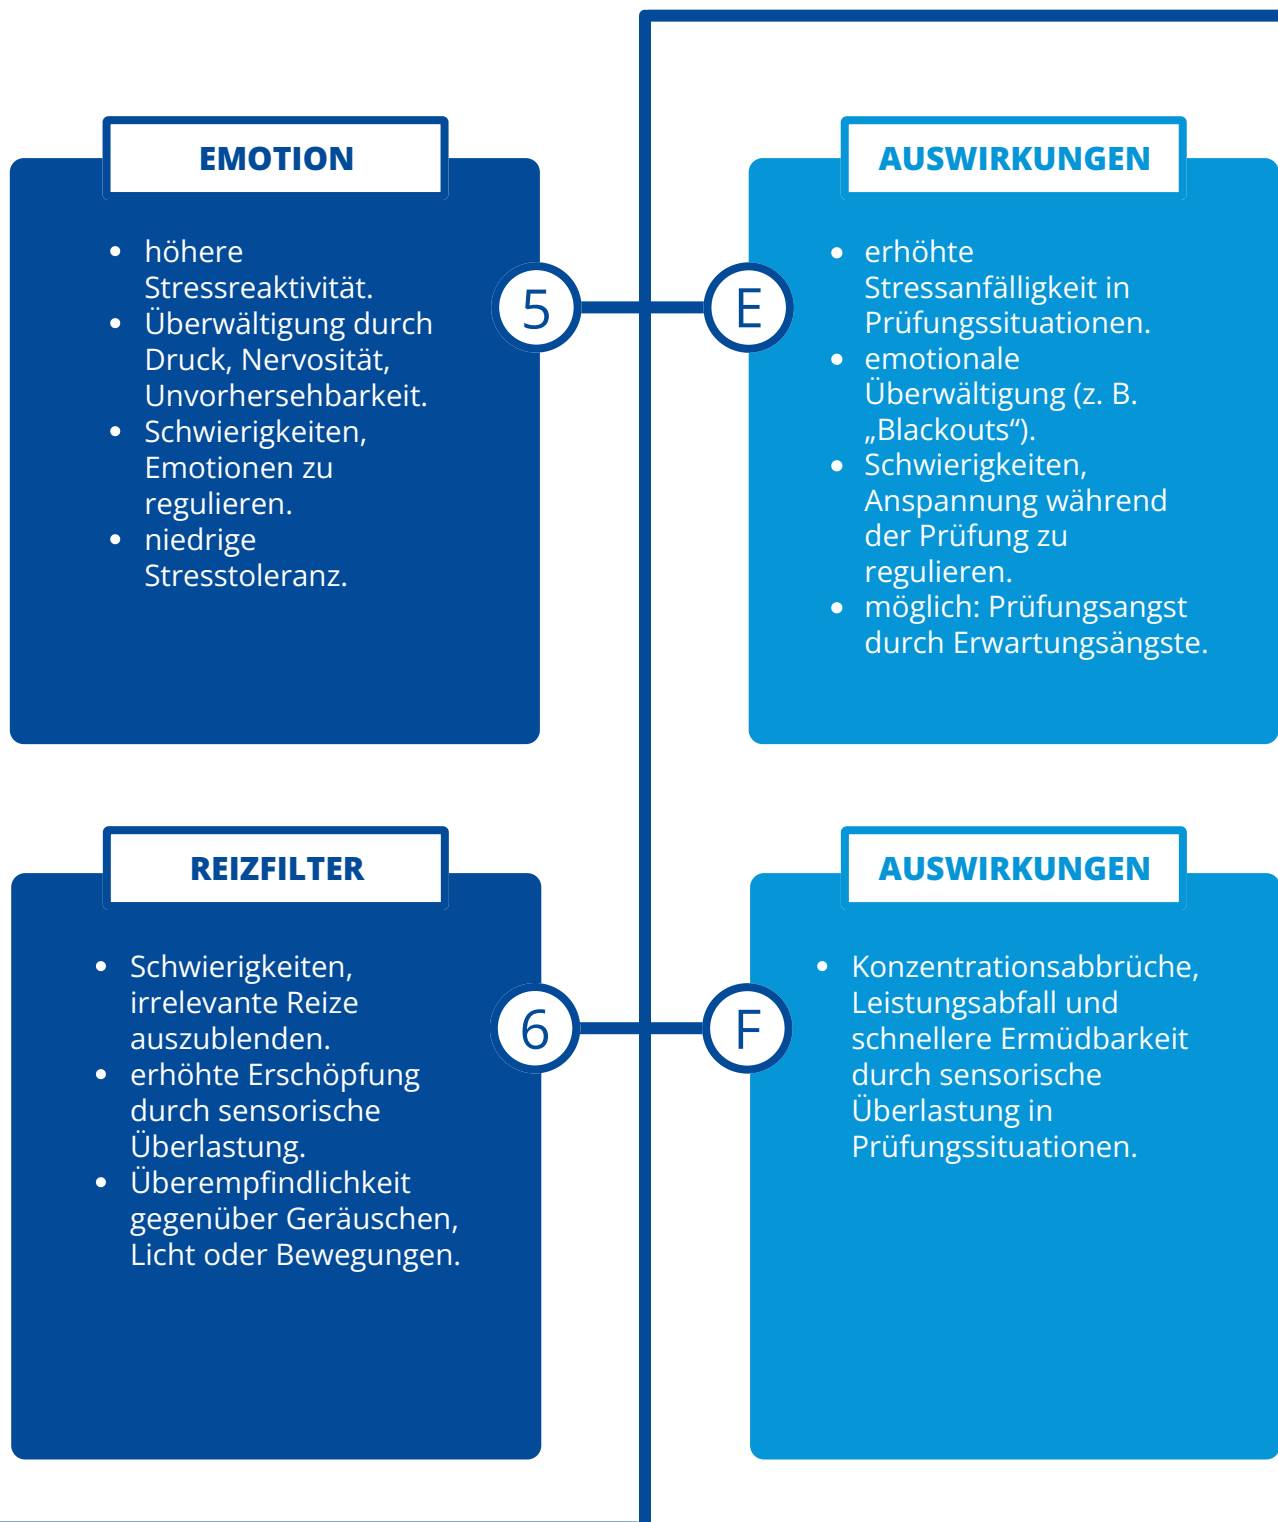 EMOTION
• höhere
Stressreaktivität.
• Überwältigung durch
Druck, Nervosität,
Unvorhersehbarkeit.
• Schwierigkeiten,
Emotionen zu
regulieren.
• niedrige
Stresstoleranz.
5
E
AUSWIRKUNGEN
• erhöhte
Stressanfälligkeit in
Prüfungssituationen.
• emotionale
Überwältigung (z. B.
„Blackouts“).
• Schwierigkeiten,
Anspannung während
der Prüfung zu
regulieren.
• möglich: Prüfungsangst
durch Erwartungsängste.
REIZFILTER
• Schwierigkeiten,
irrelevante Reize
auszublenden.
• erhöhte Erschöpfung
durch sensorische
Überlastung.
• Überempfindlichkeit
gegenüber Geräuschen,
Licht oder Bewegungen.
6
F
AUSWIRKUNGEN
• Konzentrationsabbrüche,
Leistungsabfall und
schnellere Ermüdbarkeit
durch sensorische
Überlastung in
Prüfungssituationen.